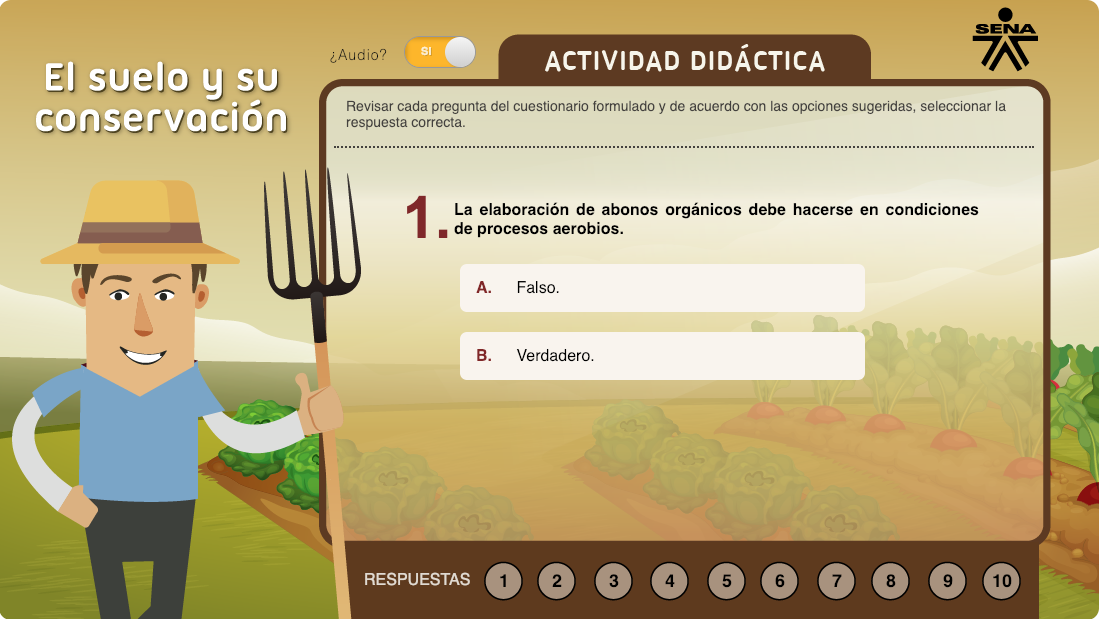 El suelo y su
conservación
¿Audio?
SI
ACTIVIDAD DIDÁCTICA
SENA
Revisar cada pregunta del cuestionario formulado y de acuerdo con las opciones sugeridas, seleccionar la
respuesta correcta.
1. La elaboración de abonos orgánicos debe hacerse en condiciones
de procesos aerobios.
A. Falso.
B. Verdadero.
RESPUESTAS 1 2 3 4 5 6 7 8 9 10